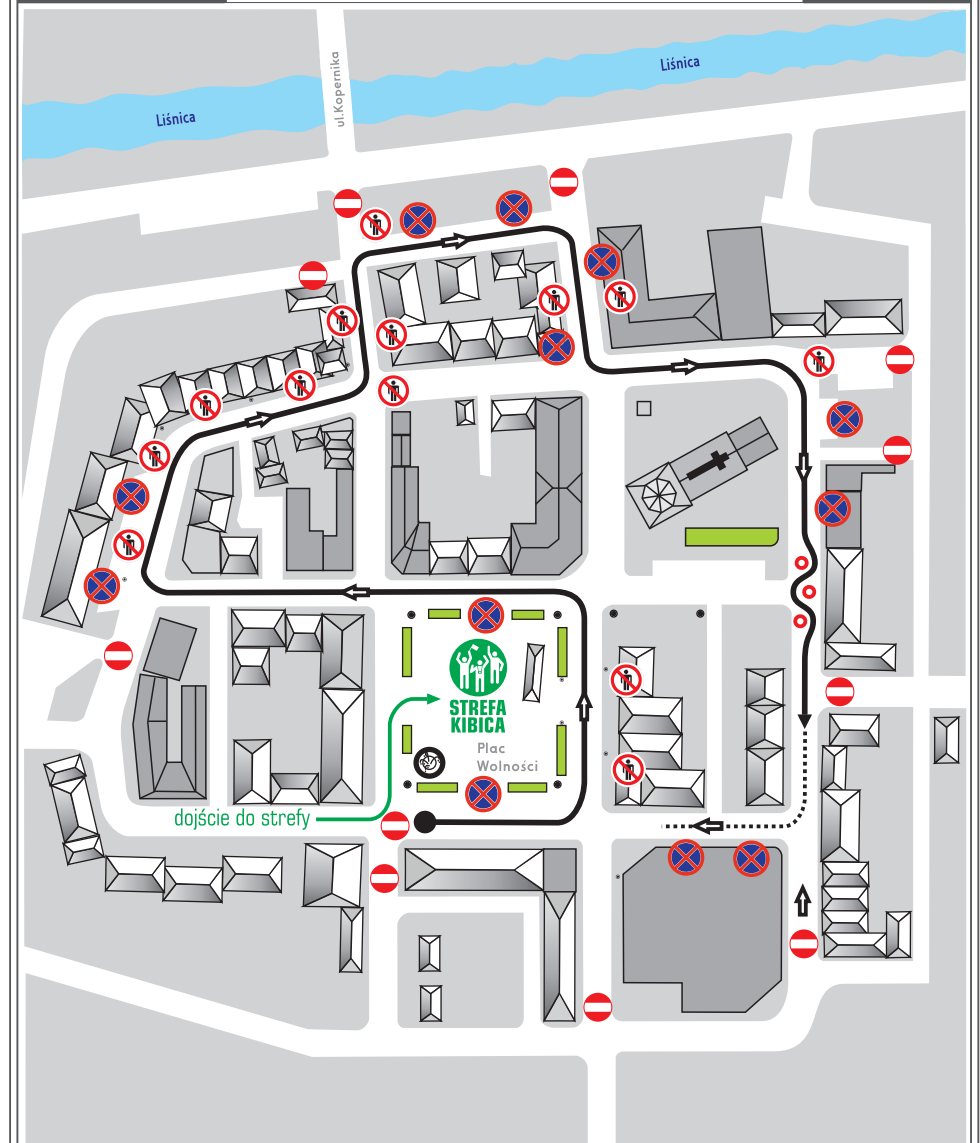 Liśnica
ul.Kopernika
Liśnica
STREFA
KIBICA
Plac
Wolności
dojście do strefy